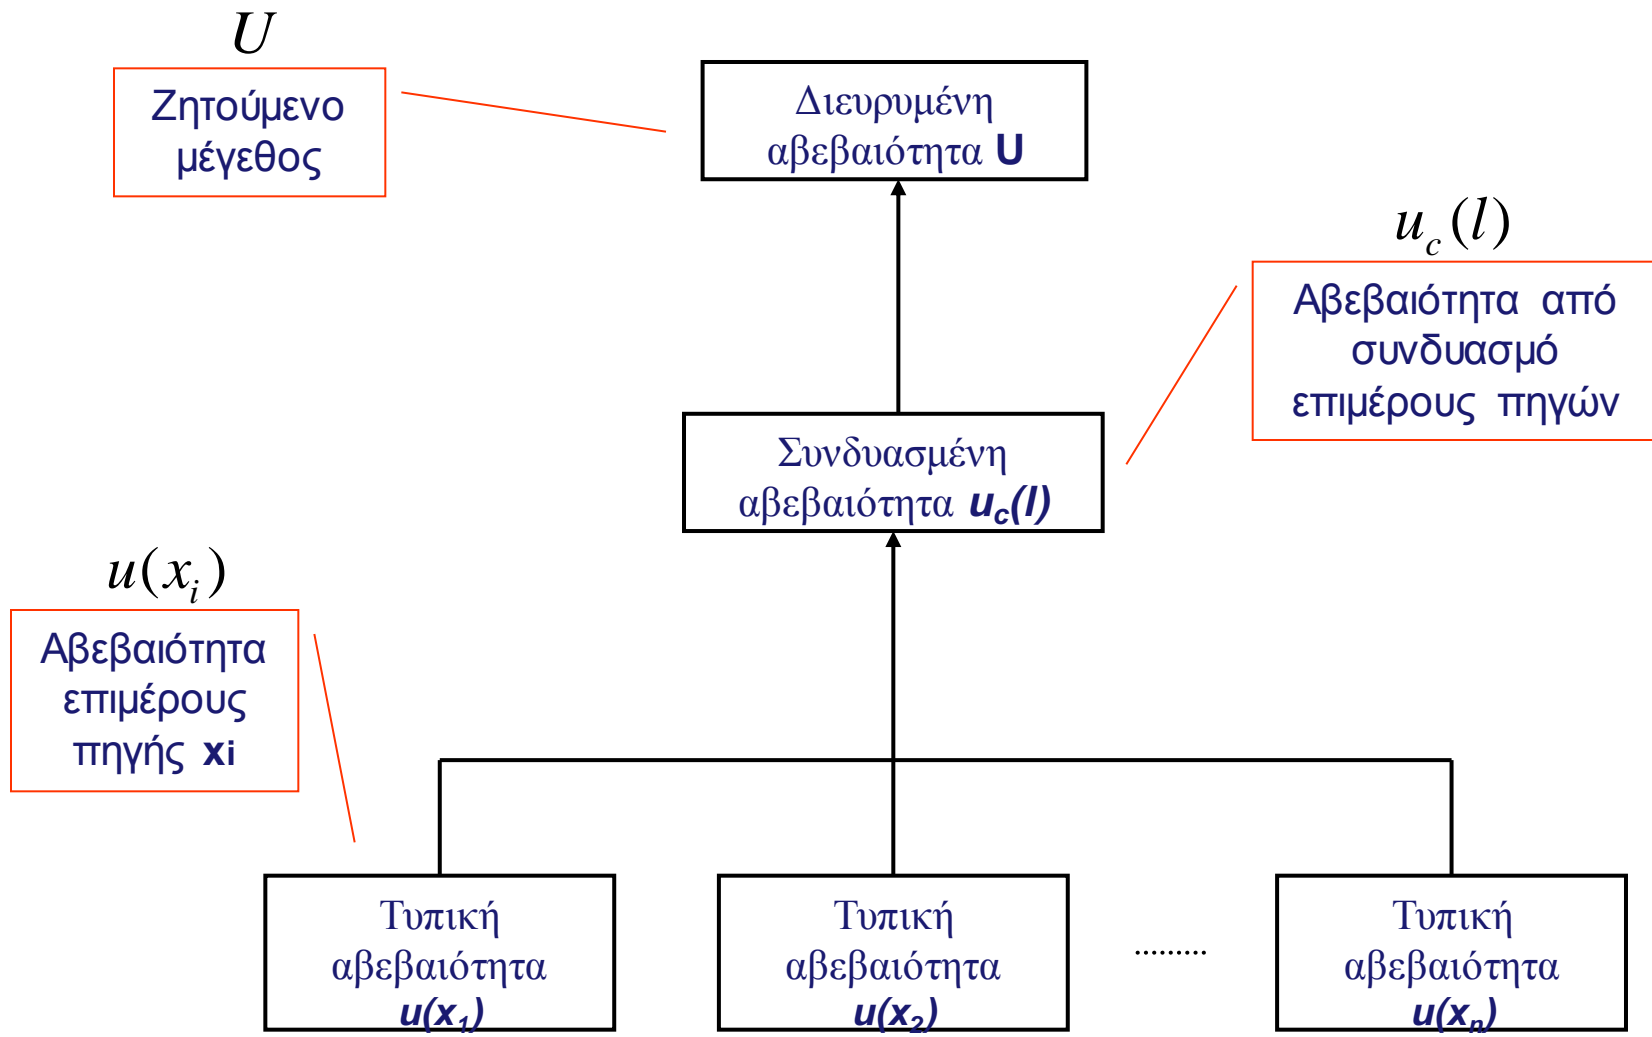 U
Ζητούμενο
μέγεθος
Διευρυμένη
αβεβαιότητα U
u_c(l)
Αβεβαιότητα από
συνδυασμό
επιμέρους πηγών
Συνδυασμένη
αβεβαιότητα u_c(l)
u(x_i)
Αβεβαιότητα
επιμέρους
πηγής xi
Τυπική
αβεβαιότητα
u(x_1)
Τυπική
αβεβαιότητα
u(x_2)
.........
Τυπική
αβεβαιότητα
u(x_n)